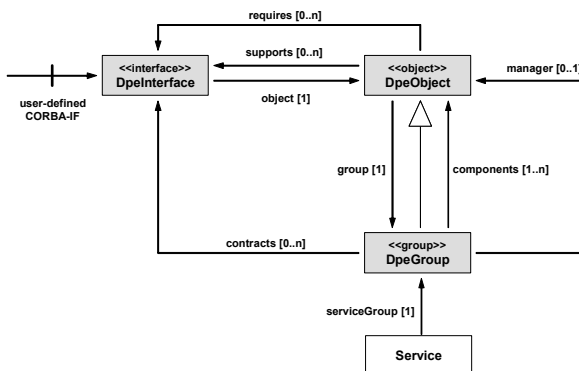 requires [0..n]
supports [0..n]
<<interface>>
DpeInterface
<<object>>
DpeObject
manager [0..1]
object [1]
user-defined
CORBA-IF
group [1]
components [1..n]
contracts [0..n]
<<group>>
DpeGroup
serviceGroup [1]
Service